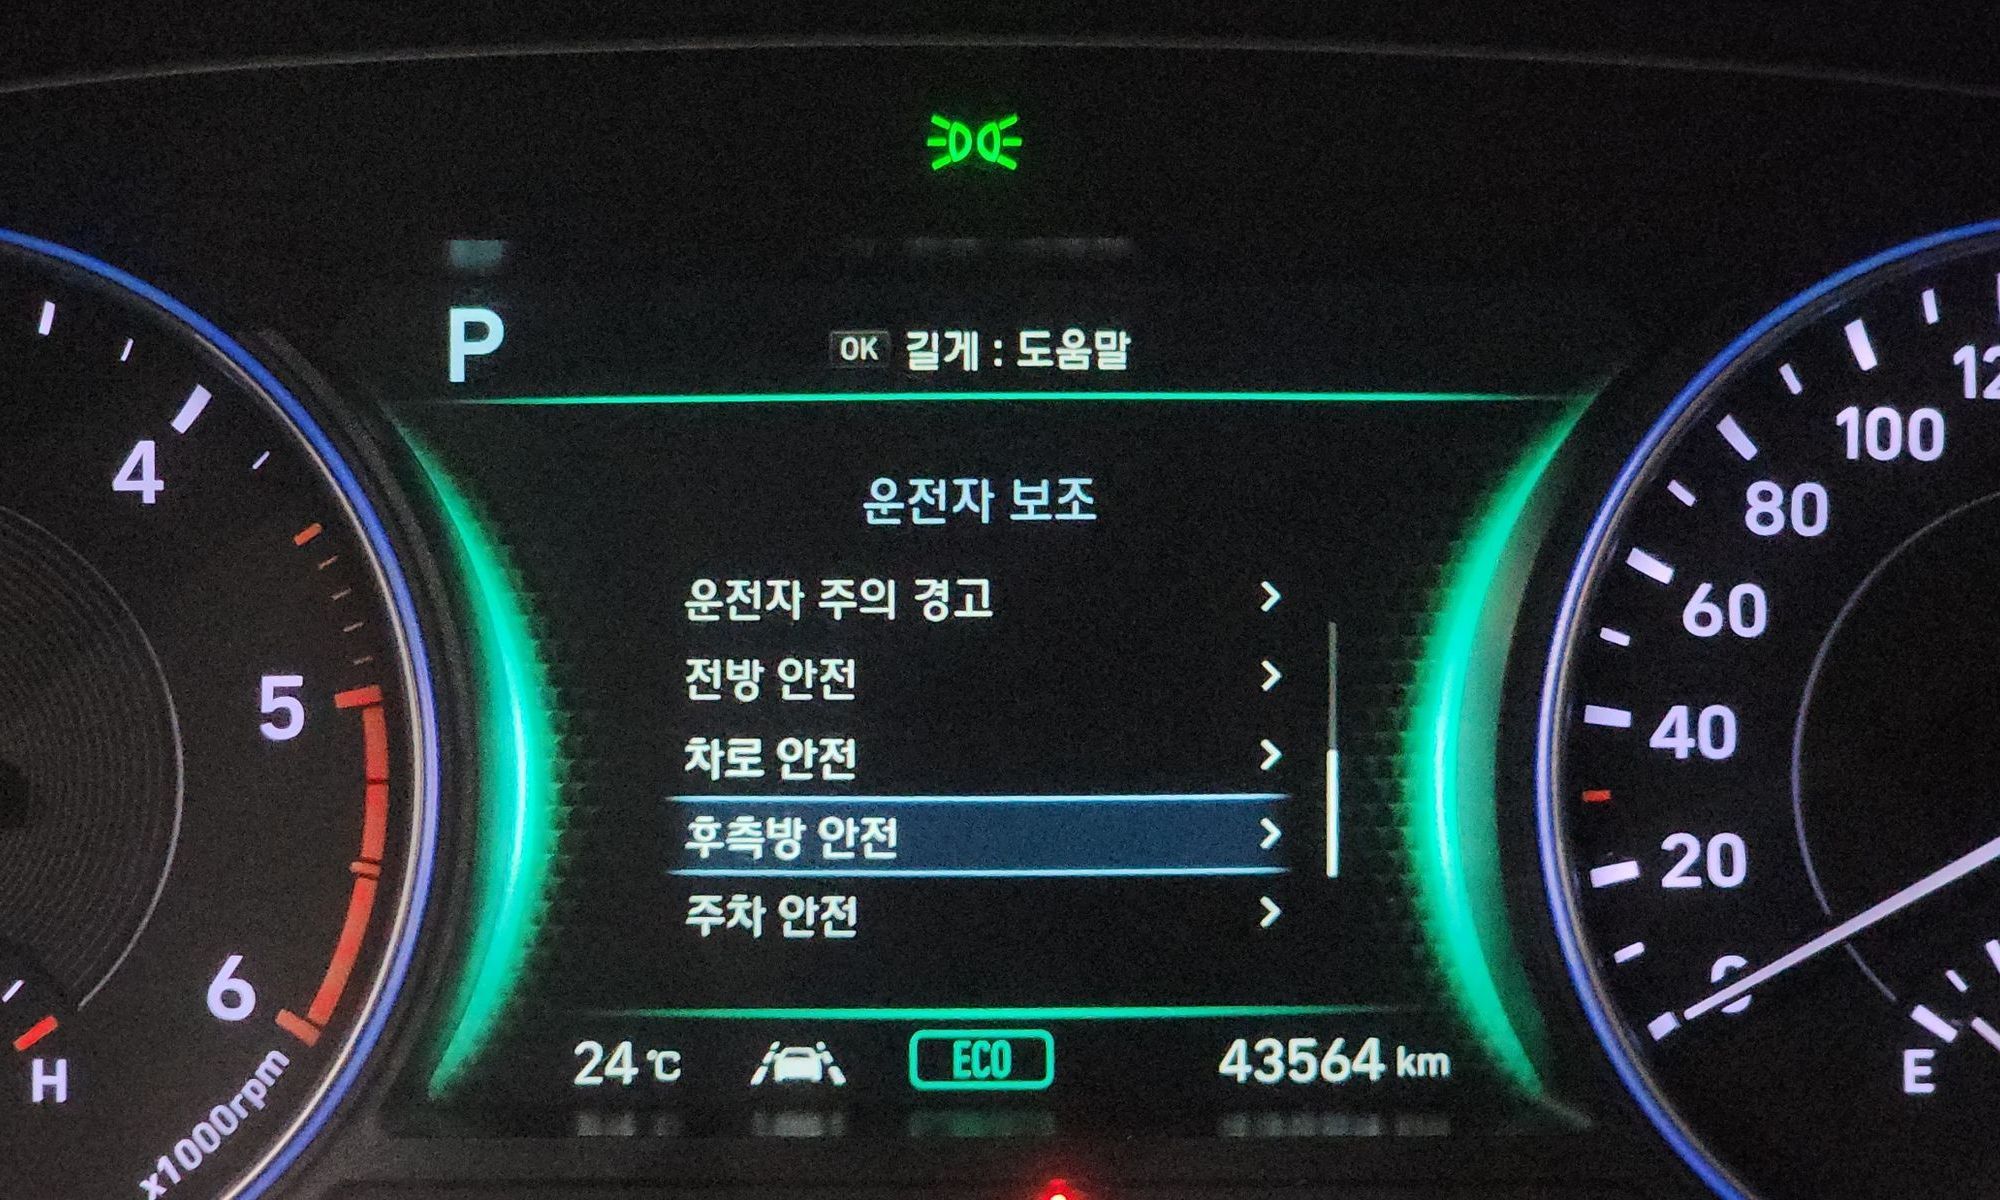 P
OK 길게 : 도움말
운전자 보조
운전자 주의 경고
전방 안전
차로 안전
후측방 안전
주차 안전
24℃
ECO
43564 km
4
5
6
H
x1000rpm
100
80
60
40
20
0
E